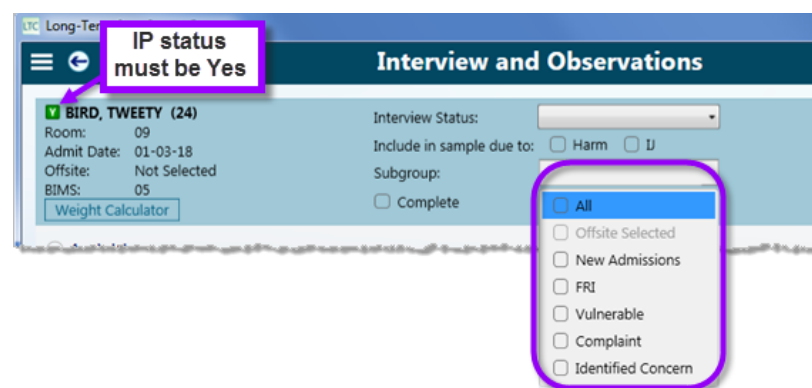 LTC Long-Ter
IP status
must be Yes
Interview and Observations
Y BIRD, TWEETY (24)
Room: 09
Admit Date: 01-03-18
Offsite: Not Selected
BIMS: 05
Weight Calculator
Interview Status:
Include in sample due to: Harm IJ
Subgroup:
Complete
All
Offsite Selected
New Admissions
FRI
Vulnerable
Complaint
Identified Concern